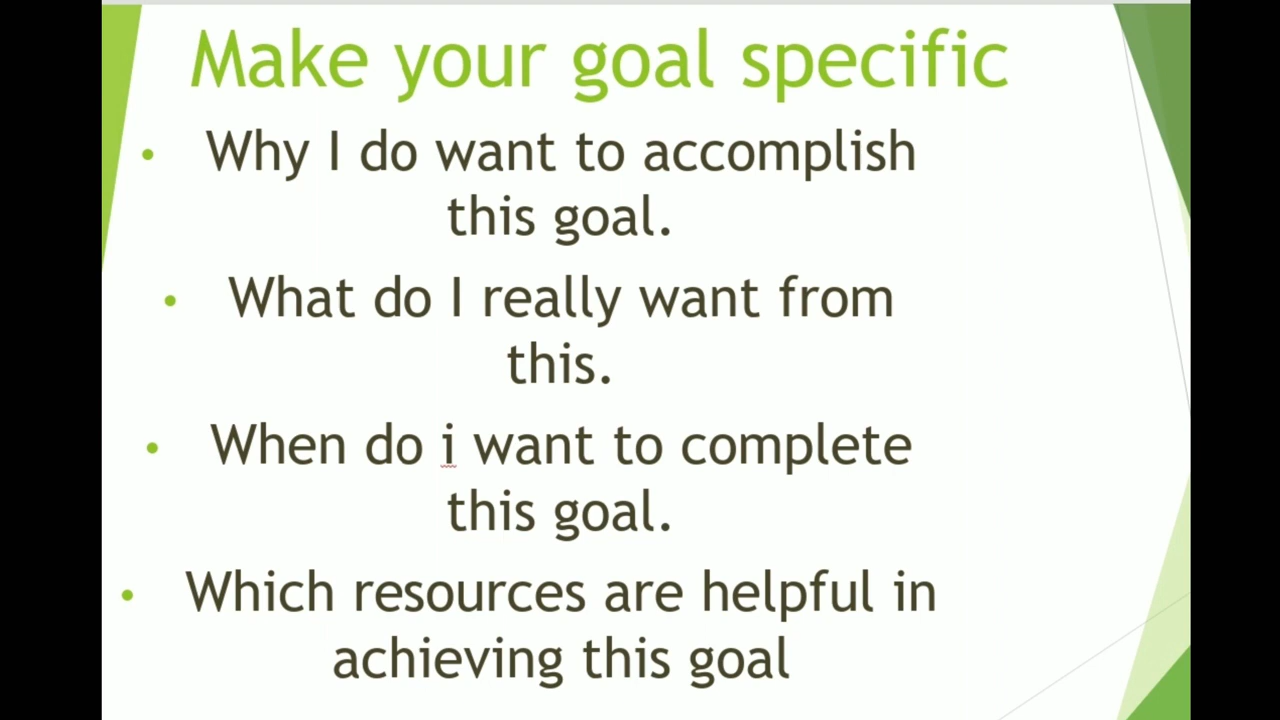 Make your goal specific
• Why I do want to accomplish
this goal.
• What do I really want from
this.
• When do i want to complete
this goal.
• Which resources are helpful in
achieving this goal